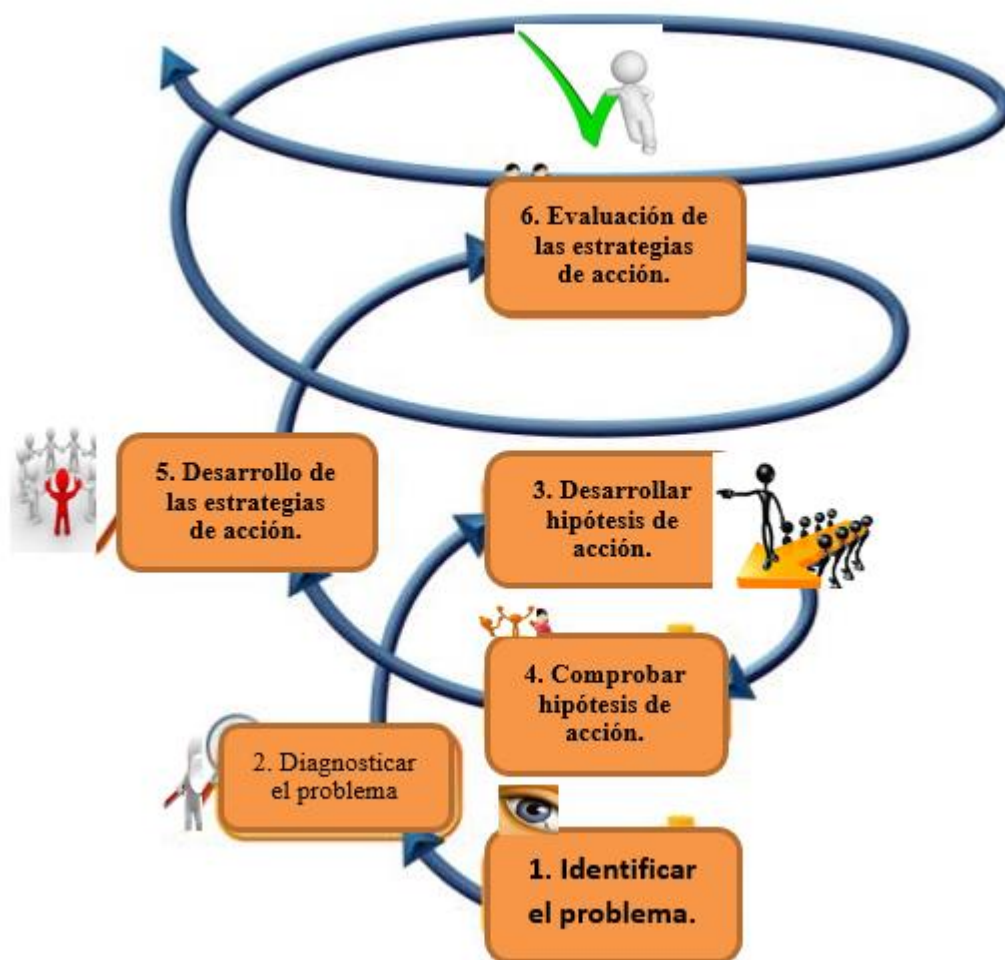 6. Evaluación de
las estrategias
de acción.
5. Desarrollo de
las estrategias
de acción.
3. Desarrollar
hipótesis de
acción.
4. Comprobar
hipótesis de
acción.
2. Diagnosticar
el problema
1. Identificar
el problema.